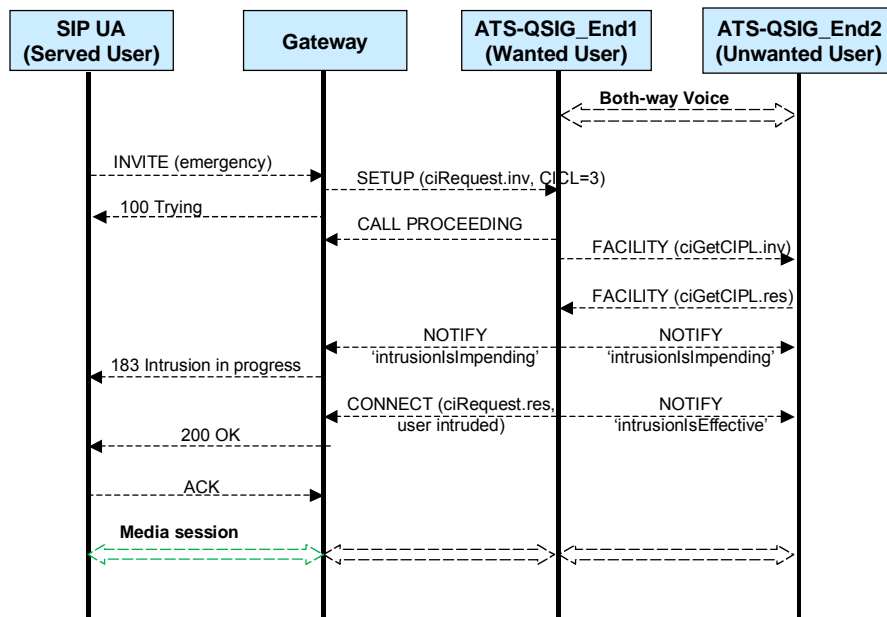 SIP UA
(Served User)
Gateway
ATS-QSIG_End1
(Wanted User)
ATS-QSIG_End2
(Unwanted User)
Both-way Voice
INVITE (emergency)
SETUP (ciRequest.inv, CICL=3)
100 Trying
CALL PROCEEDING
FACILITY (ciGetCIPL.inv)
FACILITY (ciGetCIPL.res)
NOTIFY
‘intrusionIsImpending’
NOTIFY
‘intrusionIsImpending’
183 Intrusion in progress
CONNECT (ciRequest.res,
user intruded)
NOTIFY
‘intrusionIsEffective’
200 OK
ACK
Media session